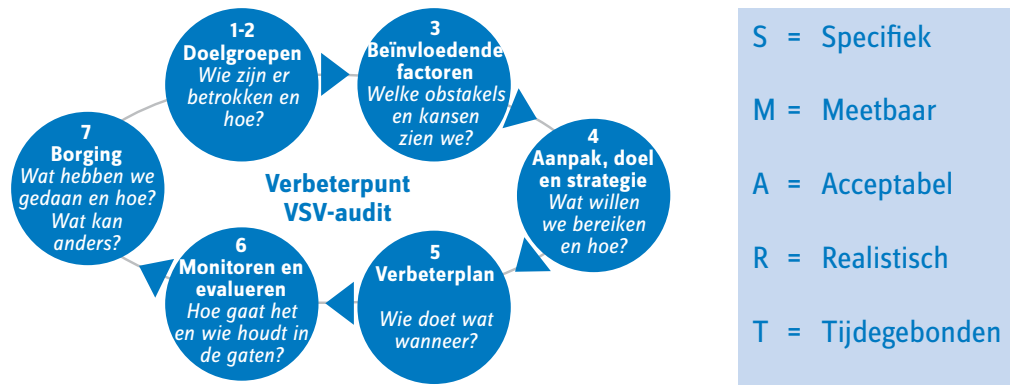 1-2
Doelgroepen
Wie zijn er
betrokken en
hoe?
3
Beïnvloedende
factoren
Welke obstakels
en kansen
zien we?
4
Aanpak, doel
en strategie
Wat willen
we bereiken
en hoe?
5
Verbeterplan
Wie doet wat
wanneer?
6
Monitoren en
evalueren
Hoe gaat het
en wie houdt in
de gaten?
7
Borging
Wat hebben we
gedaan en hoe?
Wat kan
anders?
Verbeterpunt
VSV-audit
S = Specifiek
M = Meetbaar
A = Acceptabel
R = Realistisch
T = Tijdegebonden